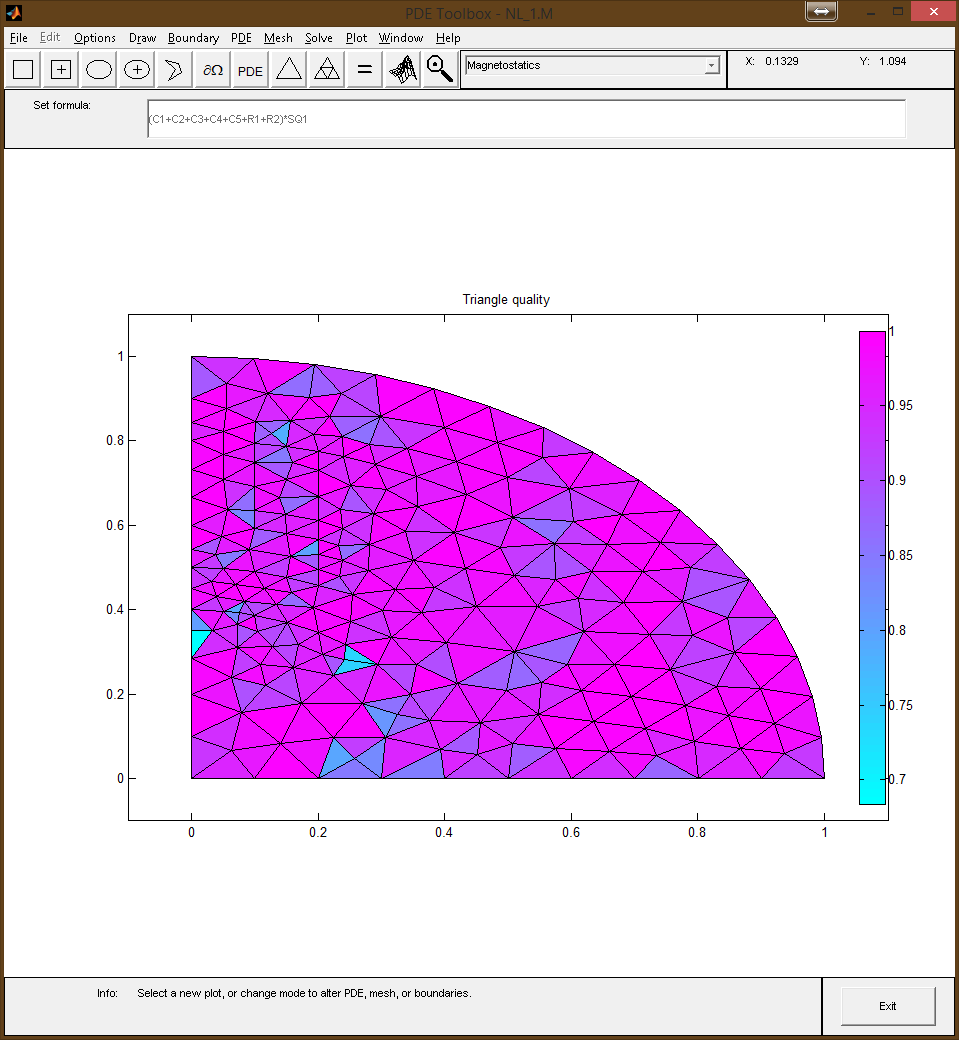 PDE Toolbox - NL_1.M
File Edit Options Draw Boundary PDE Mesh Solve Plot Window Help
∂Ω PDE = Magnetostatics X: 0.1329 Y: 1.094
Set formula: (C1+C2+C3+C4+C5+R1+R2)*SQ1
Triangle quality
1
0.8
0.6
0.4
0.2
0
0 0.2 0.4 0.6 0.8 1
1
0.95
0.9
0.85
0.8
0.75
0.7
Info: Select a new plot, or change mode to alter PDE, mesh, or boundaries.
Exit